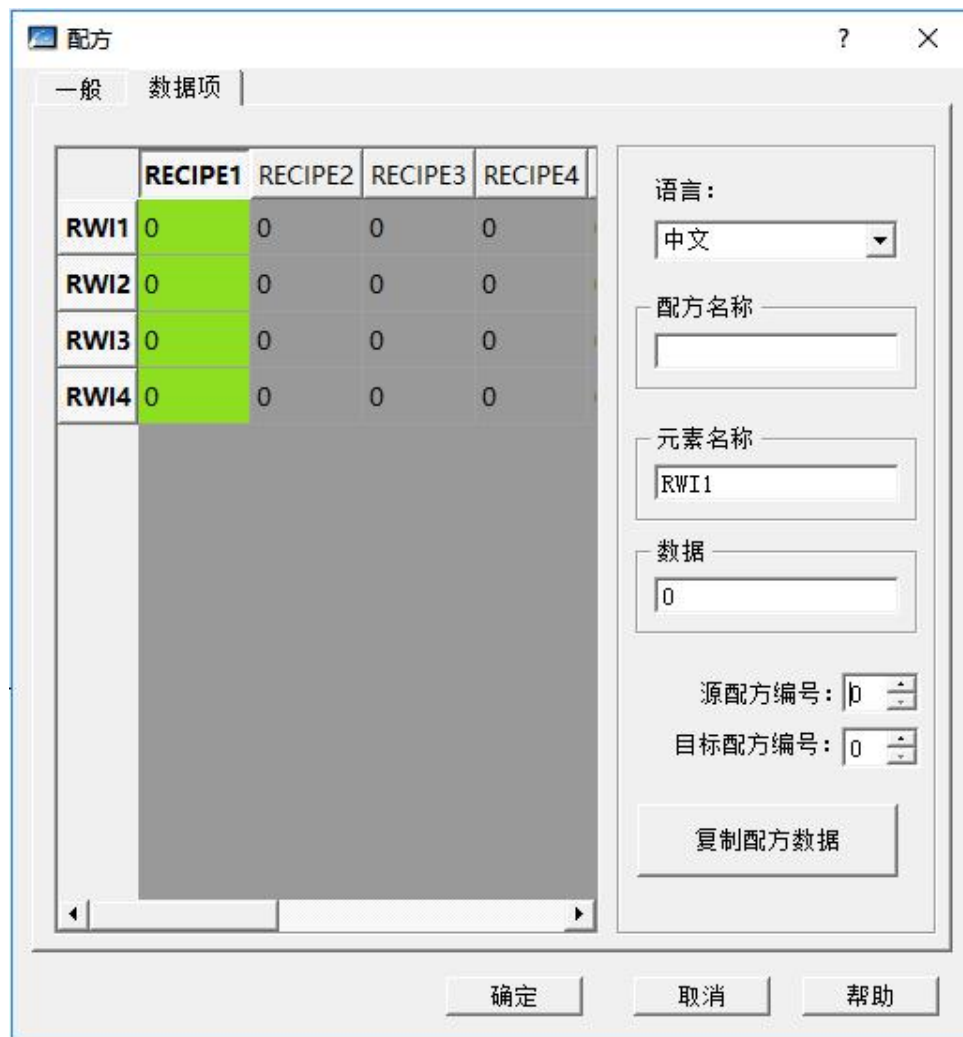 配方
?
一般 数据项
RECIPE1 RECIPE2 RECIPE3 RECIPE4
RWI1 0 0 0 0
RWI2 0 0 0 0
RWI3 0 0 0 0
RWI4 0 0 0 0
语言：
中文
配方名称
元素名称
RWI1
数据
0
源配方编号： 0
目标配方编号： 0
复制配方数据
确定 取消 帮助